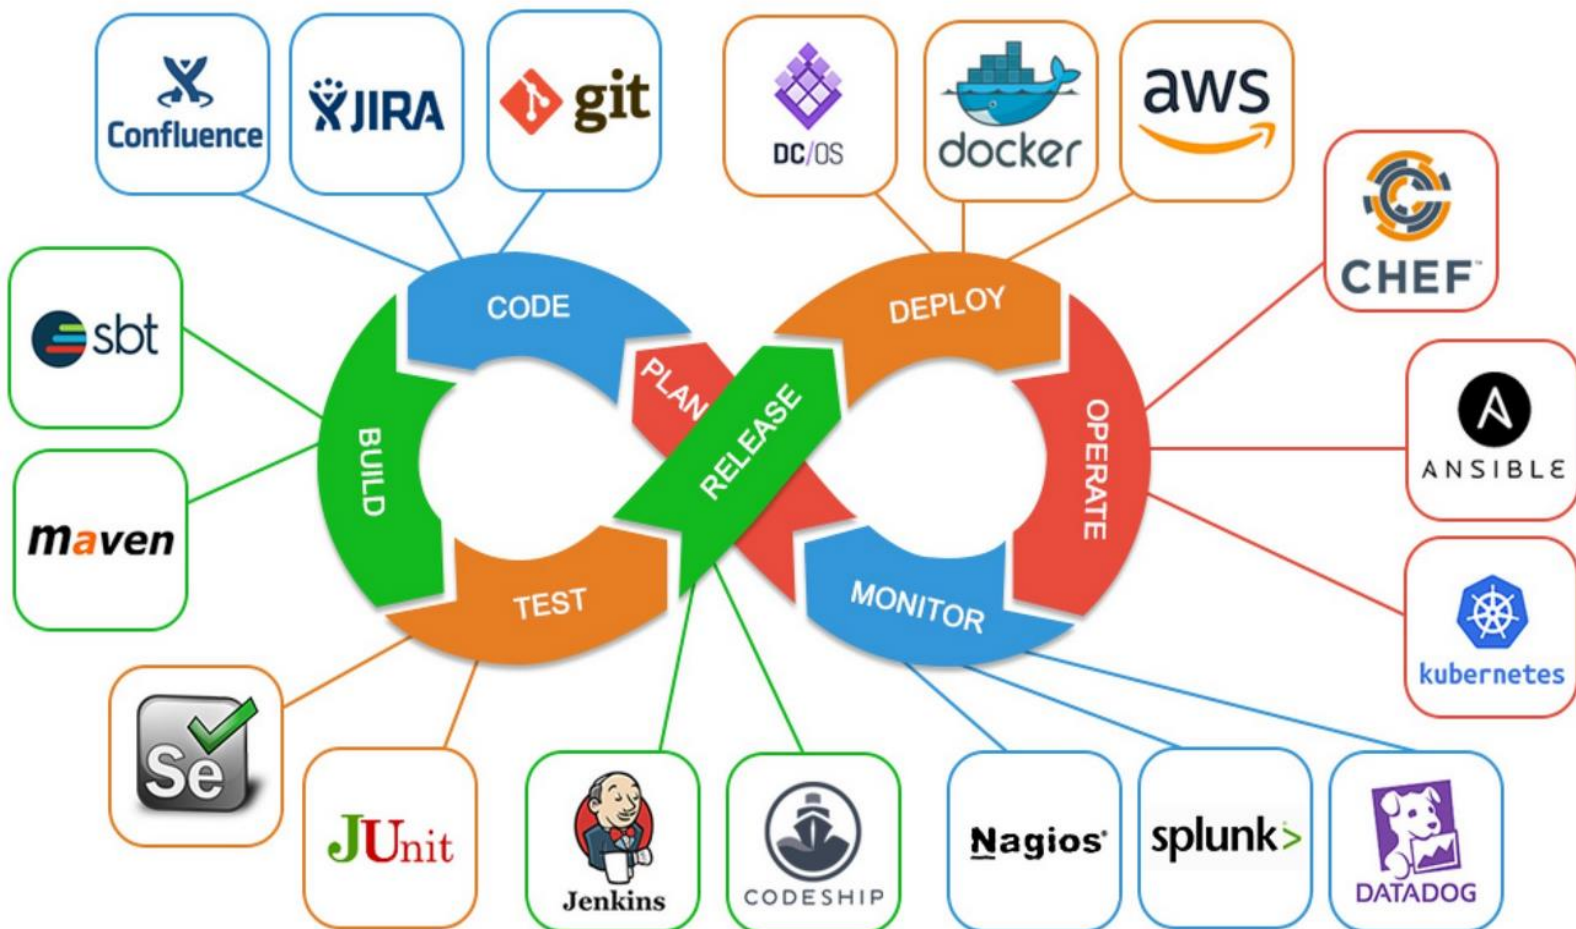 Confluence
JIRA
git
DC/OS
docker
aws
CHEF™
sbt
CODE
DEPLOY
PLAN
RELEASE
BUILD
OPERATE
ANSIBLE
maven
TEST
MONITOR
kubernetes
Se
JUnit
Jenkins
CODESHIP
Nagios®
splunk>
DATADOG